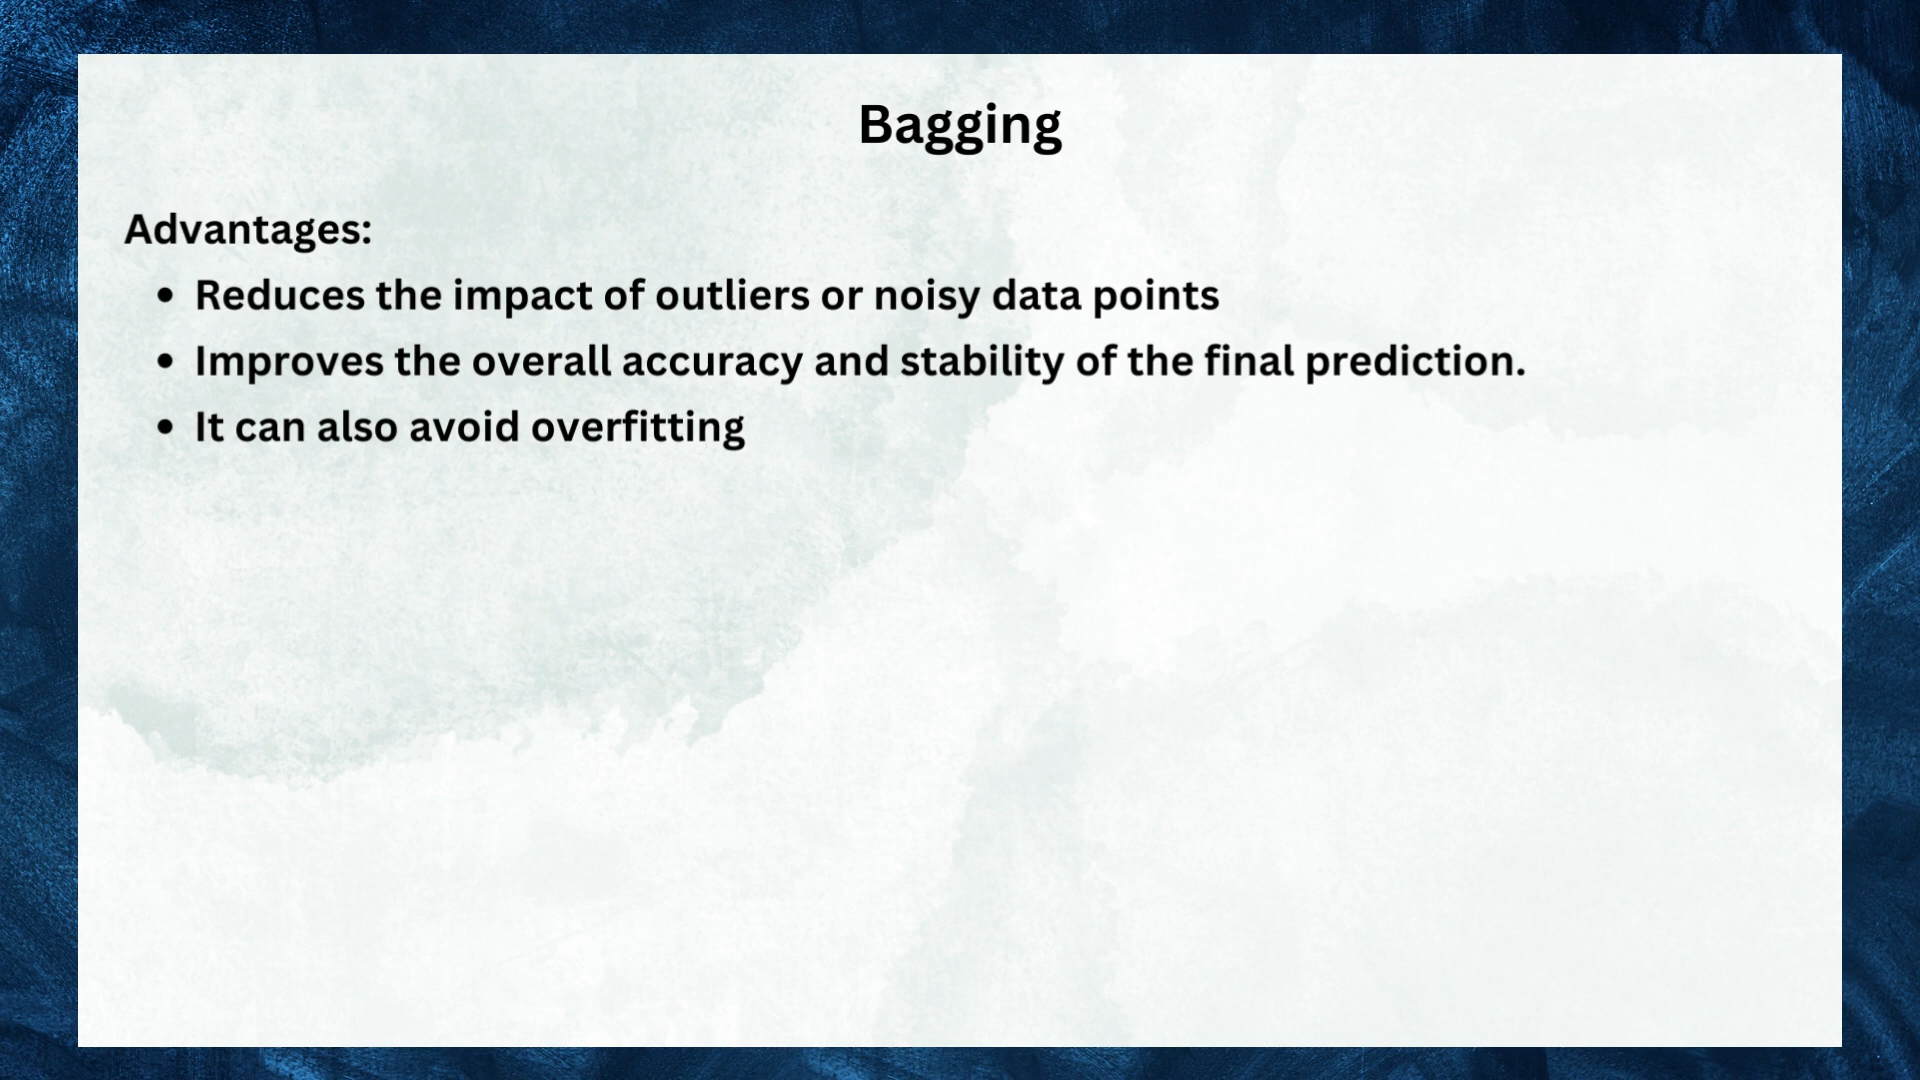 Bagging
Advantages:
• Reduces the impact of outliers or noisy data points
• Improves the overall accuracy and stability of the final prediction.
• It can also avoid overfitting